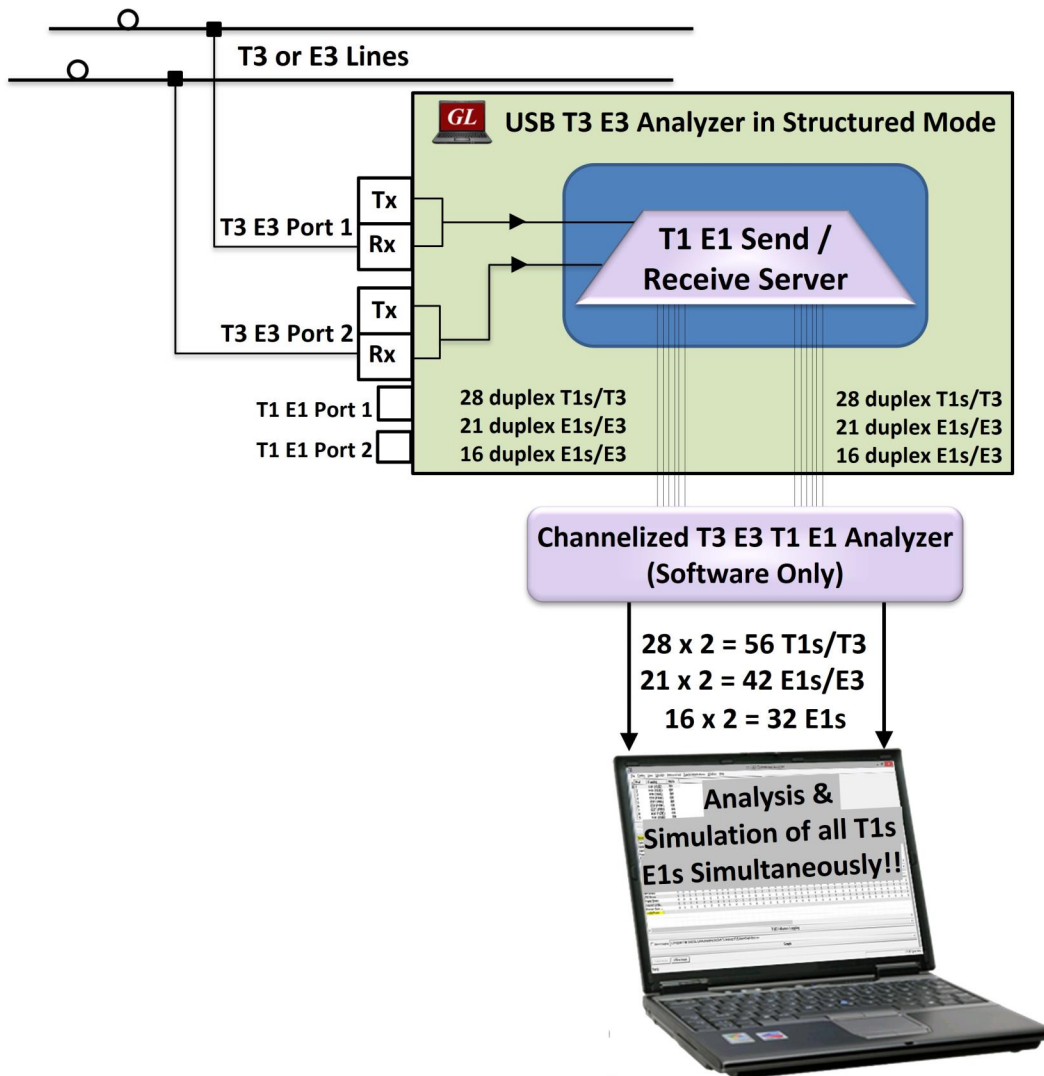 T3 or E3 Lines
GL
USB T3 E3 Analyzer in Structured Mode
Tx
T3 E3 Port 1
Rx
T1 E1 Send /
Receive Server
Tx
T3 E3 Port 2
Rx
T1 E1 Port 1
T1 E1 Port 2
28 duplex T1s/T3
21 duplex E1s/E3
16 duplex E1s/E3
28 duplex T1s/T3
21 duplex E1s/E3
16 duplex E1s/E3
Channelized T3 E3 T1 E1 Analyzer
(Software Only)
28 x 2 = 56 T1s/T3
21 x 2 = 42 E1s/E3
16 x 2 = 32 E1s
Analysis &
Simulation of all T1s
E1s Simultaneously!!